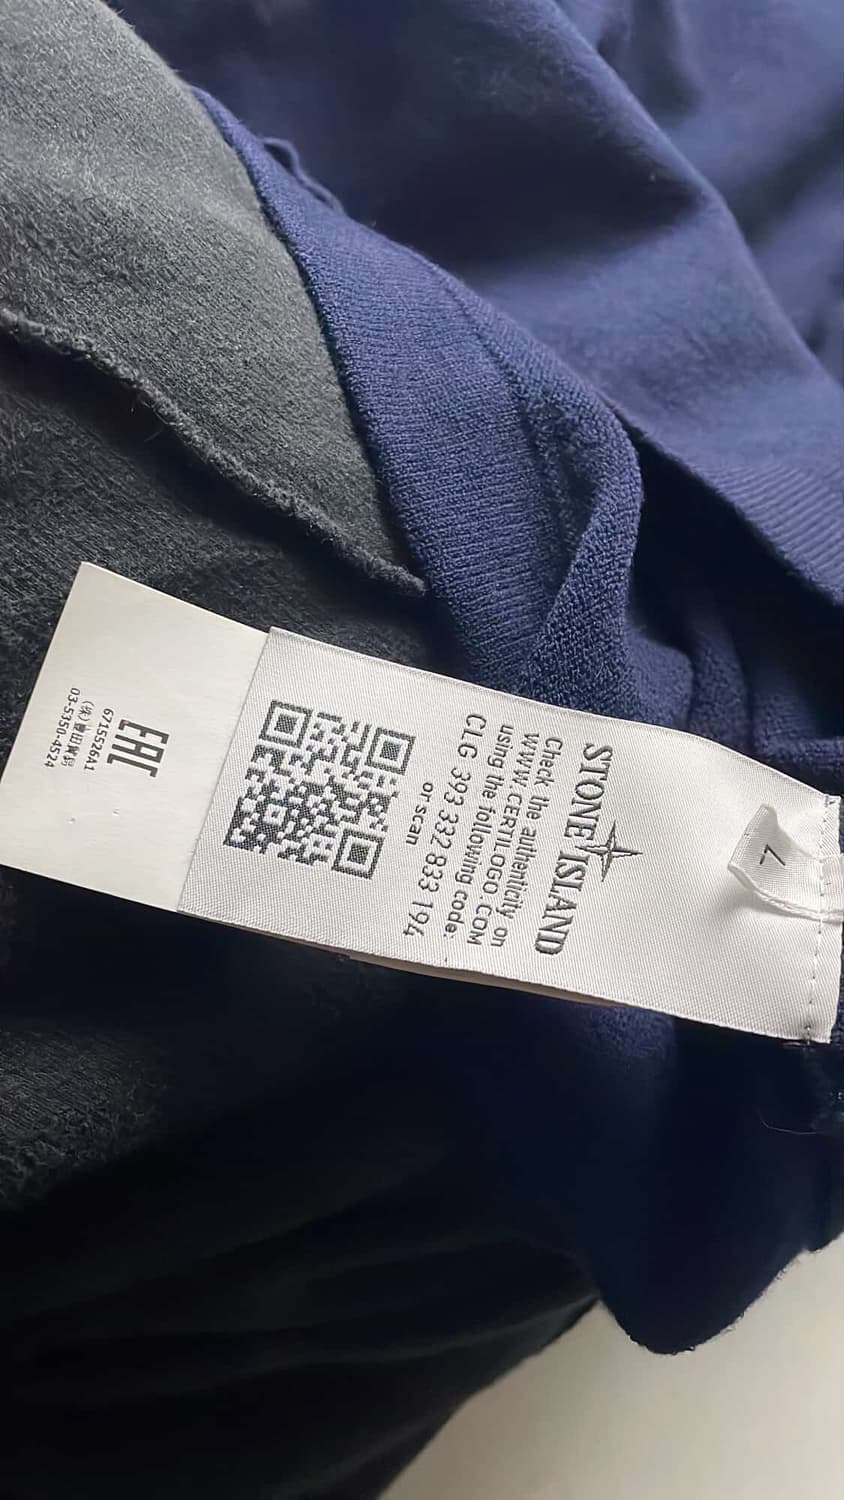 STONE ISLAND
Check the authenticity on
WWW.CERTILOGO.COM
using the following code:
CLG 393 332 833 194
or scan
EAC
6715526A1
(株)
03-5350-4524